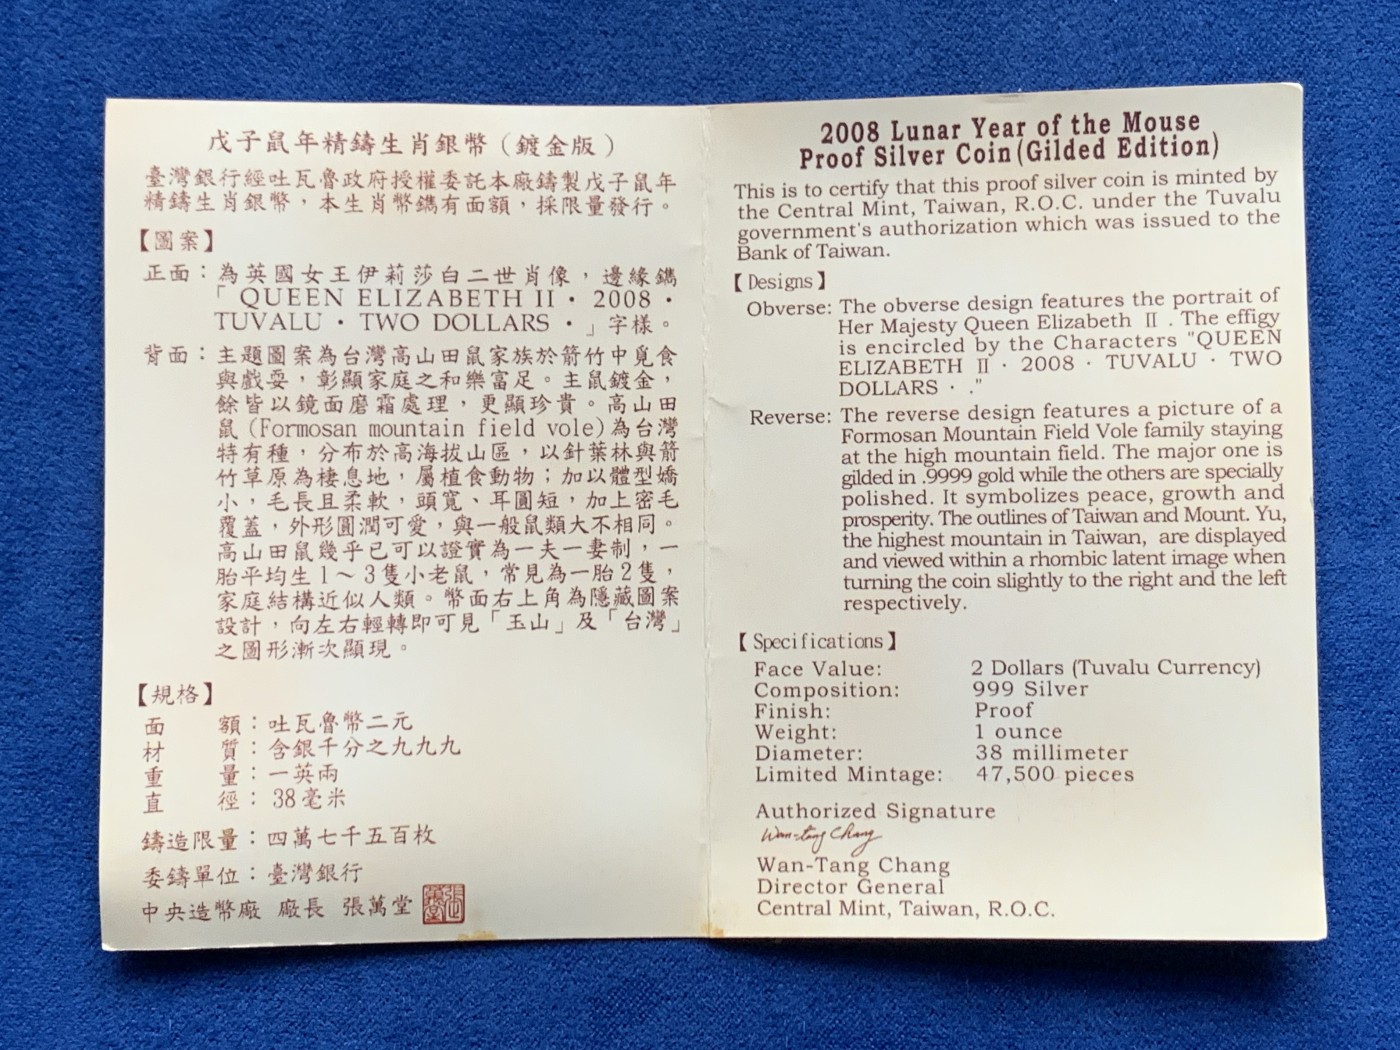 戊子鼠年精鑄生肖銀幣（鍍金版）
臺灣銀行經吐瓦魯政府授權委託本廠鑄製戊子鼠年
精鑄生肖銀幣，本生肖幣鐫有面額，採限量發行。
【圖案】
正面：為英國女王伊莉莎白二世肖像，邊緣鐫
「QUEEN ELIZABETH II · 2008 ·
TUVALU · TWO DOLLARS · 」字樣。
背面：主題圖案為台灣高山田鼠家族於箭竹中覓食
與戲耍，彰顯家庭之和樂富足。主鼠鍍金，
餘皆以鏡面磨霜處理，更顯珍貴。高山田
鼠(Formosan mountain field vole)為台灣
特有種，分布於高海拔山區，以針葉林與箭
竹草原為棲息地，屬植食動物；加以體型嬌
小，毛長且柔軟，頭寬、耳圓短，加上密毛
覆蓋，外形圓潤可愛，與一般鼠類大不相同。
高山田鼠幾乎已可以證實為一夫一妻制，一
胎平均生1～3隻小老鼠，常見為一胎2隻，
家庭結構近似人類。幣面右上角為隱藏圖案
設計，向左右輕轉即可見「玉山」及「台灣」
之圖形漸次顯現。
【規格】
面額：吐瓦魯幣二元
材質：含銀千分之九九九
重量：一英兩
直徑：38毫米
鑄造限量：四萬七千五百枚
委鑄單位：臺灣銀行
中央造幣廠 廠長 張萬堂
張萬堂
2008 Lunar Year of the Mouse
Proof Silver Coin(Gilded Edition)
This is to certify that this proof silver coin is minted by
the Central Mint, Taiwan, R.O.C. under the Tuvalu
government's authorization which was issued to the
Bank of Taiwan.
【Designs】
Obverse: The obverse design features the portrait of
Her Majesty Queen Elizabeth II . The effigy
is encircled by the Characters "QUEEN
ELIZABETH II · 2008 · TUVALU · TWO
DOLLARS · ."
Reverse: The reverse design features a picture of a
Formosan Mountain Field Vole family staying
at the high mountain field. The major one is
gilded in .9999 gold while the others are specially
polished. It symbolizes peace, growth and
prosperity. The outlines of Taiwan and Mount. Yu,
the highest mountain in Taiwan, are displayed
and viewed within a rhombic latent image when
turning the coin slightly to the right and the left
respectively.
【Specifications】
Face Value: 2 Dollars (Tuvalu Currency)
Composition: 999 Silver
Finish: Proof
Weight: 1 ounce
Diameter: 38 millimeter
Limited Mintage: 47,500 pieces
Authorized Signature
Wan-tang Chang
Wan-Tang Chang
Director General
Central Mint, Taiwan, R.O.C.